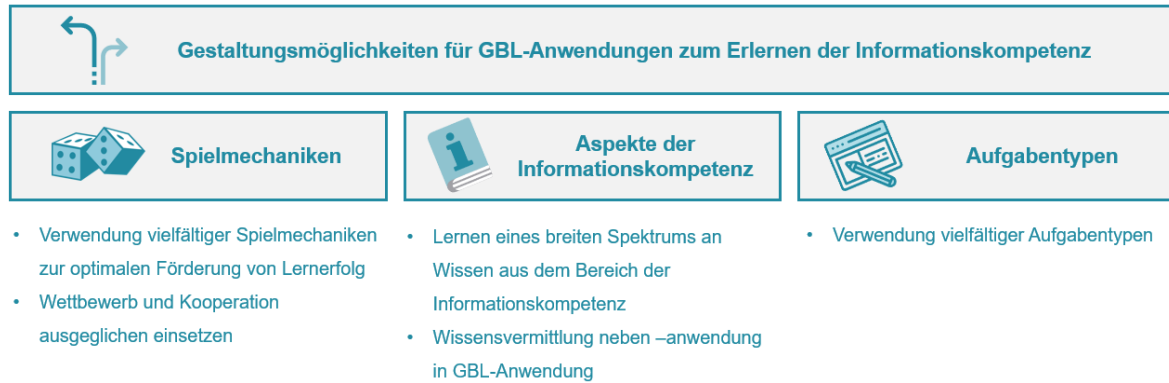 Gestaltungsmöglichkeiten für GBL-Anwendungen zum Erlernen der Informationskompetenz
Spielmechaniken
• Verwendung vielfältiger Spielmechaniken
zur optimalen Förderung von Lernerfolg
• Wettbewerb und Kooperation
ausgeglichen einsetzen
Aspekte der
Informationskompetenz
• Lernen eines breiten Spektrums an
Wissen aus dem Bereich der
Informationskompetenz
• Wissensvermittlung neben –anwendung
in GBL-Anwendung
Aufgabentypen
• Verwendung vielfältiger Aufgabentypen